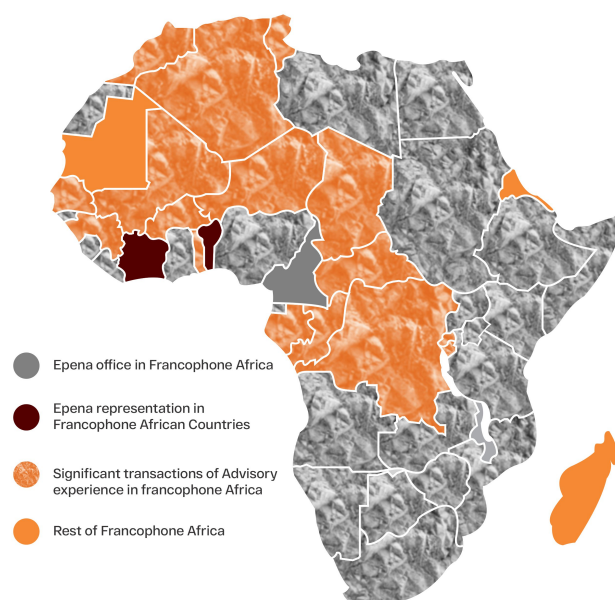 Epena office in Francophone Africa
Epena representation in
Francophone African Countries
Significant transactions of Advisory
experience in francophone Africa
Rest of Francophone Africa